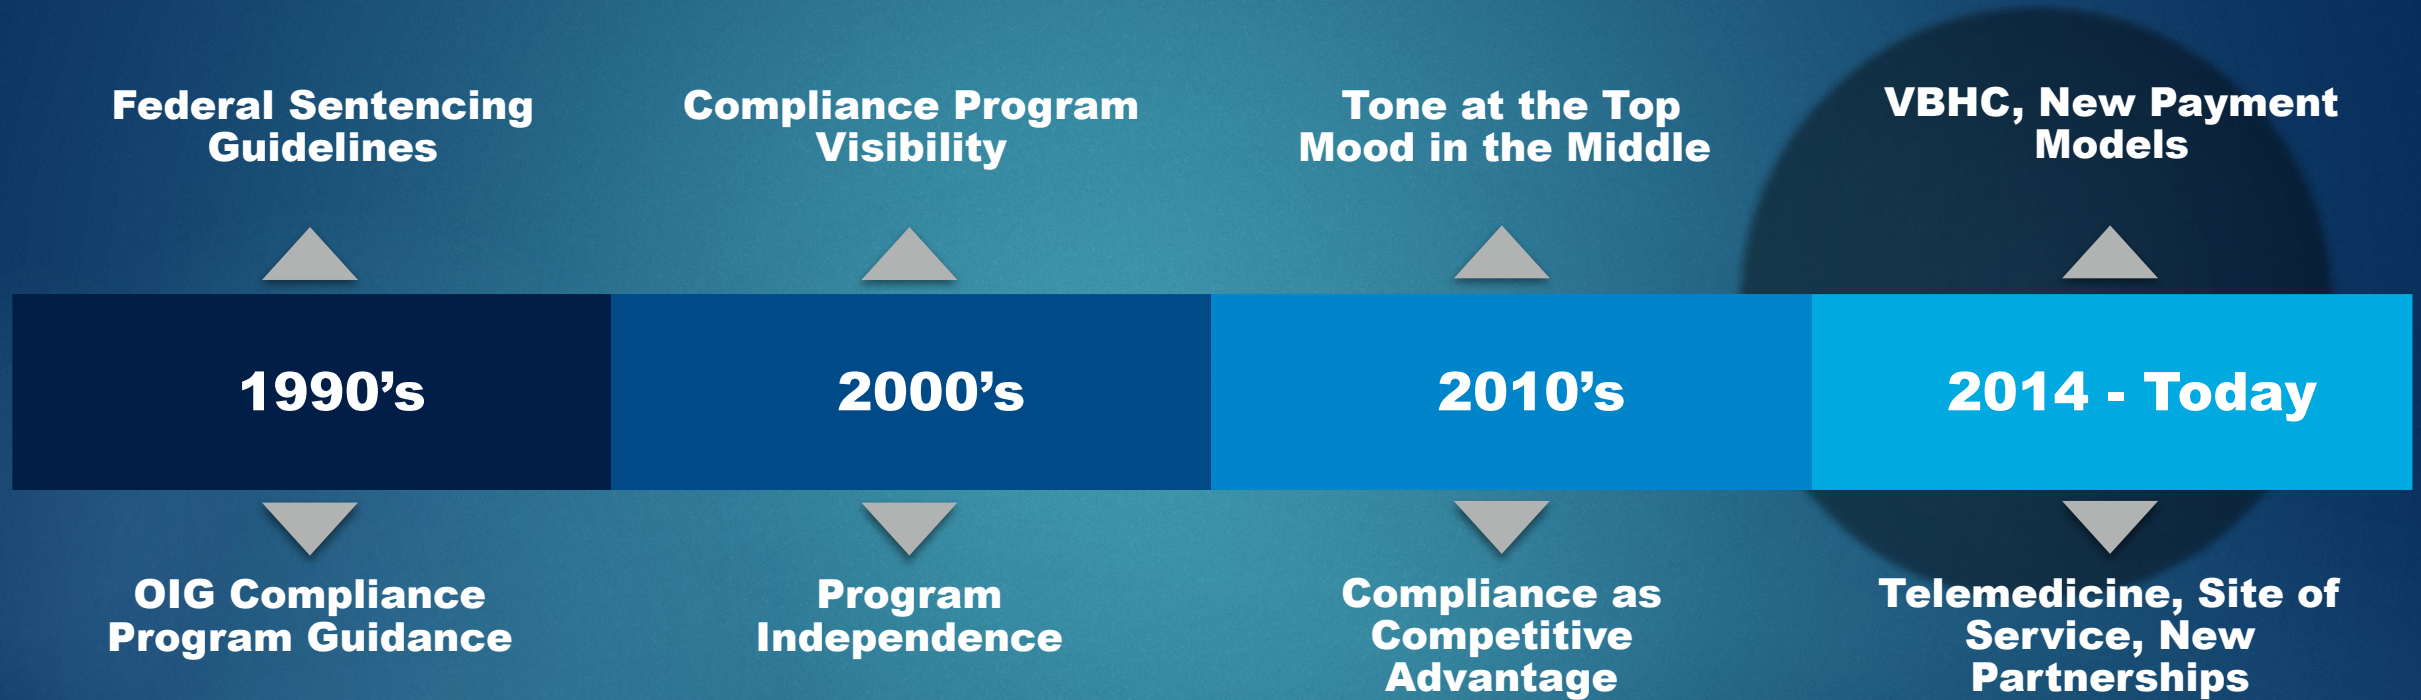 Federal Sentencing
Guidelines
Compliance Program
Visibility
Tone at the Top
Mood in the Middle
VBHC, New Payment
Models
1990’s
2000’s
2010’s
2014 - Today
OIG Compliance
Program Guidance
Program
Independence
Compliance as
Competitive
Advantage
Telemedicine, Site of
Service, New
Partnerships